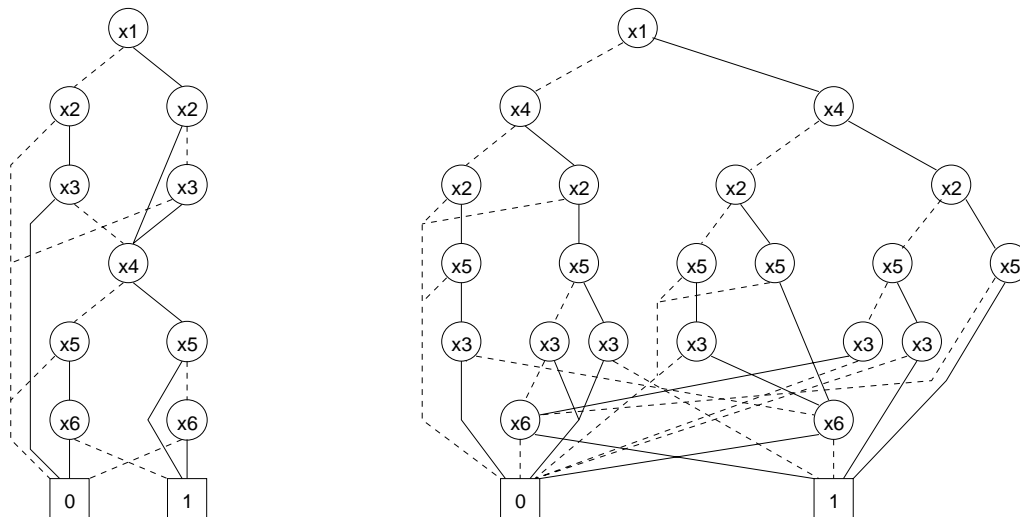 x1 x1
x2 x2 x4 x4
x3 x3 x2 x2 x2 x2
x4 x5 x5 x5 x5 x5 x5
x5 x5 x3 x3 x3 x3 x3 x3
x6 x6 x6 x6
0 1 0 1